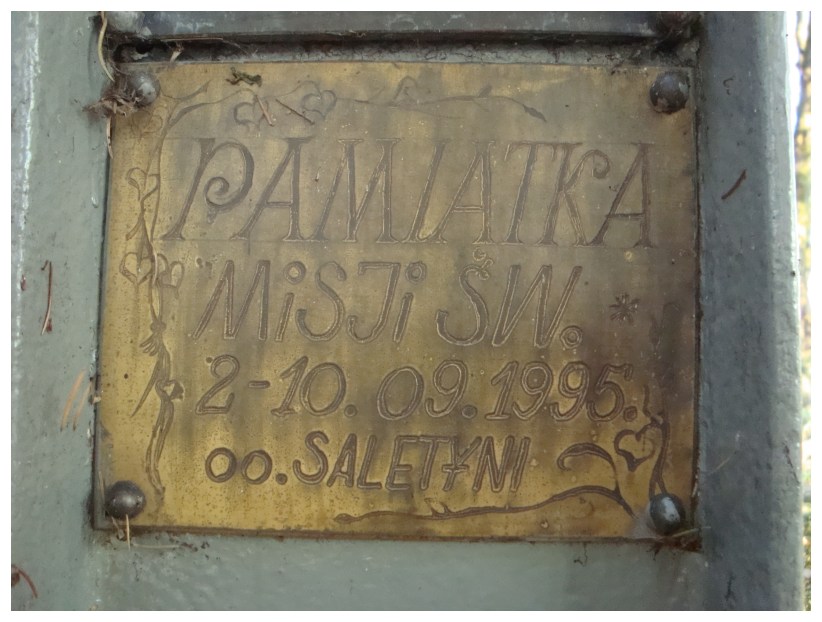 PAMIATKA
MiSJi ŚW.
2-10.09.1995.
oo. SALETYNI